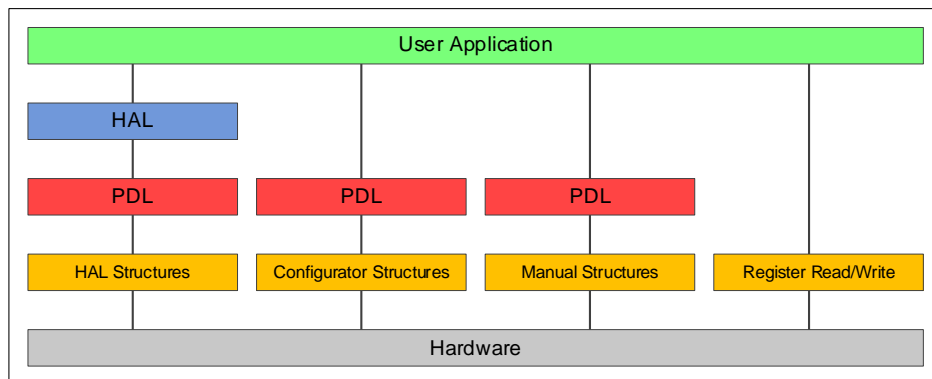 User Application
HAL
PDL
PDL
PDL
HAL Structures
Configurator Structures
Manual Structures
Register Read/Write
Hardware